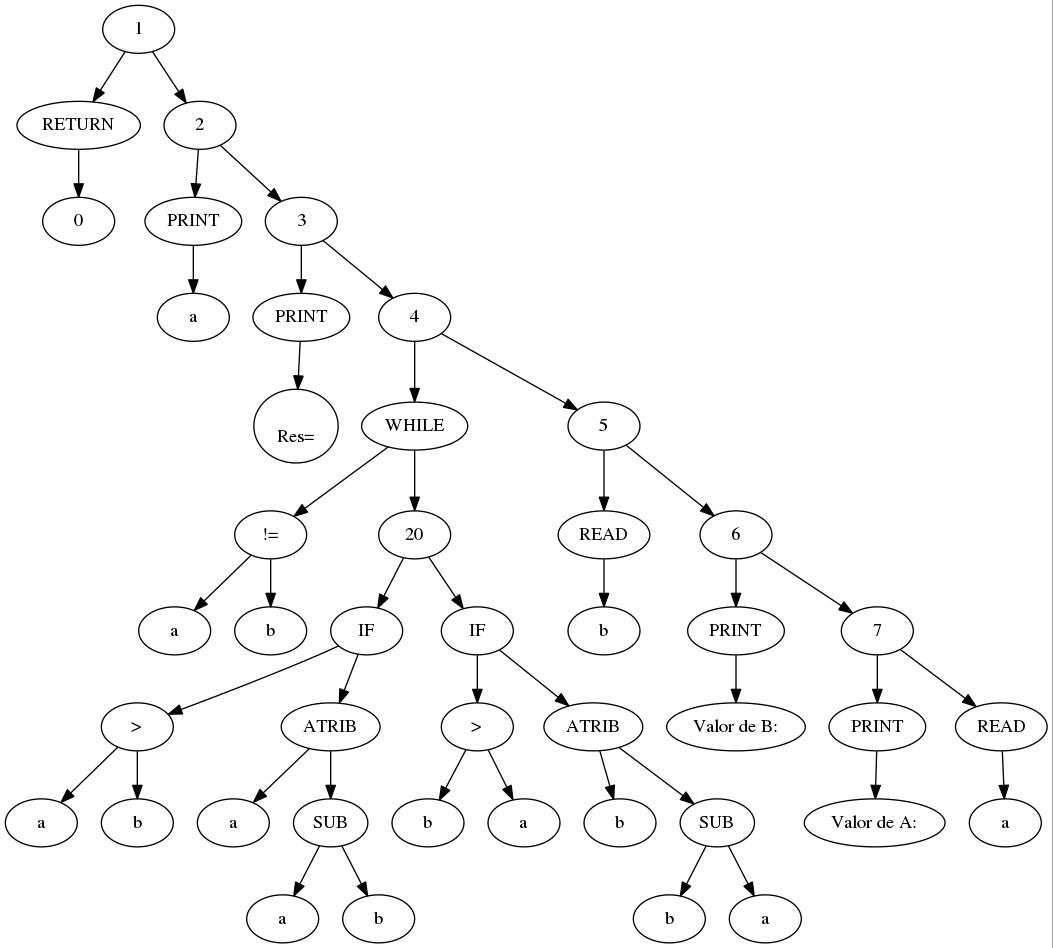 1
RETURN
2
0
PRINT
3
a
PRINT
4
Res=
WHILE
5
!=
20
READ
6
a
b
IF
IF
b
PRINT
7
>
ATRIB
>
ATRIB
Valor de B:
PRINT
READ
a
b
a
SUB
b
a
b
SUB
Valor de A:
a
a
b
b
a